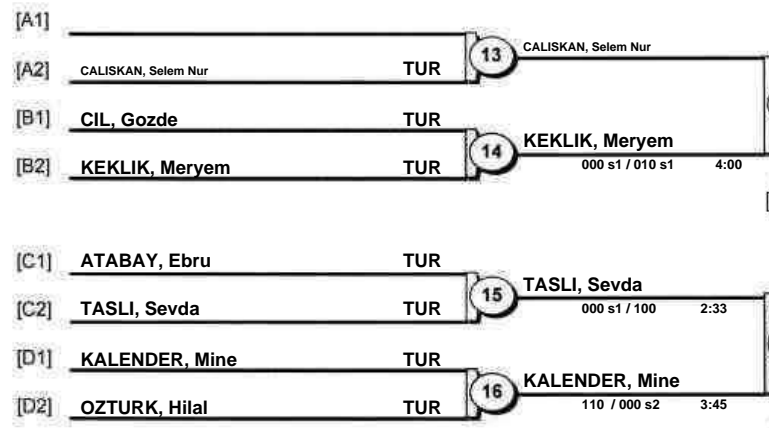 [A1]
[A2] CALISKAN, Selem Nur TUR
13 CALISKAN, Selem Nur
[B1] CIL, Gozde TUR
[B2] KEKLIK, Meryem TUR
14 KEKLIK, Meryem
000 s1 / 010 s1 4:00
[C1] ATABAY, Ebru TUR
[C2] TASLI, Sevda TUR
15 TASLI, Sevda
000 s1 / 100 2:33
[D1] KALENDER, Mine TUR
[D2] OZTURK, Hilal TUR
16 KALENDER, Mine
110 / 000 s2 3:45